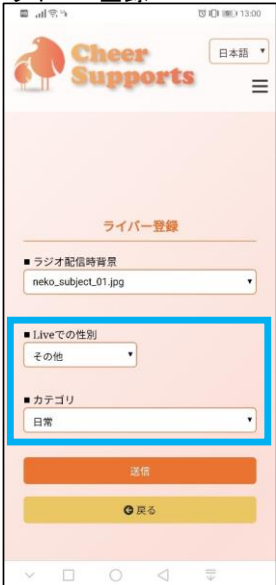 13:00
Cheer
Supports
日本語
ライバー登録
■ ラジオ配信時背景
neko_subject_01.jpg
■ Liveでの性別
その他
■ カテゴリ
日常
送信
戻る